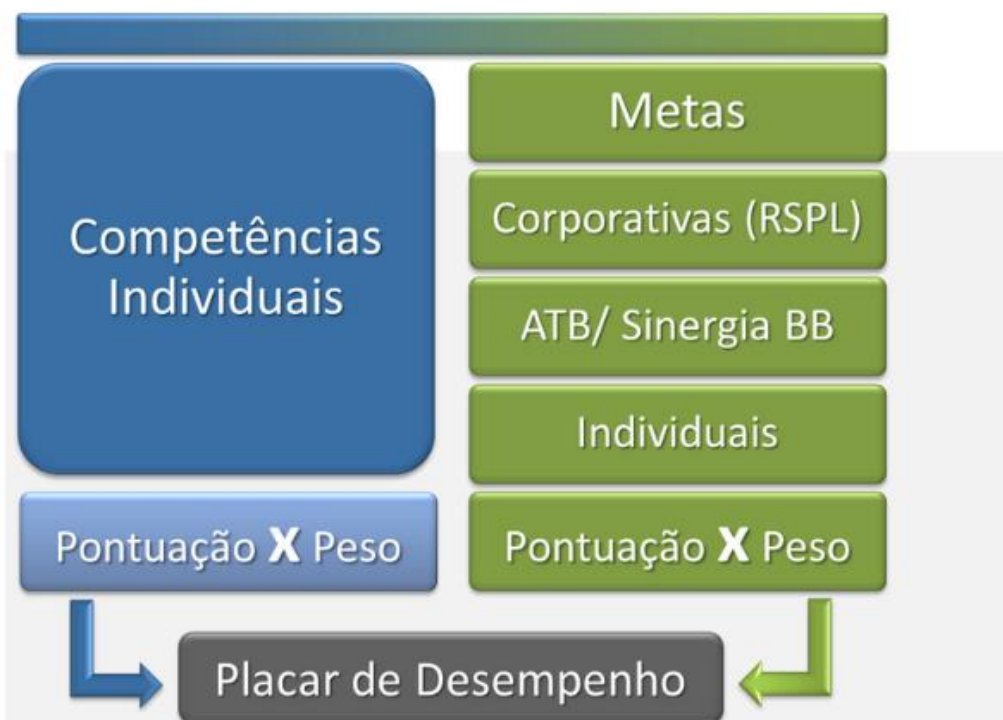 Competências
Individuais
Pontuação X Peso
Metas
Corporativas (RSPL)
ATB/ Sinergia BB
Individuais
Pontuação X Peso
Placar de Desempenho